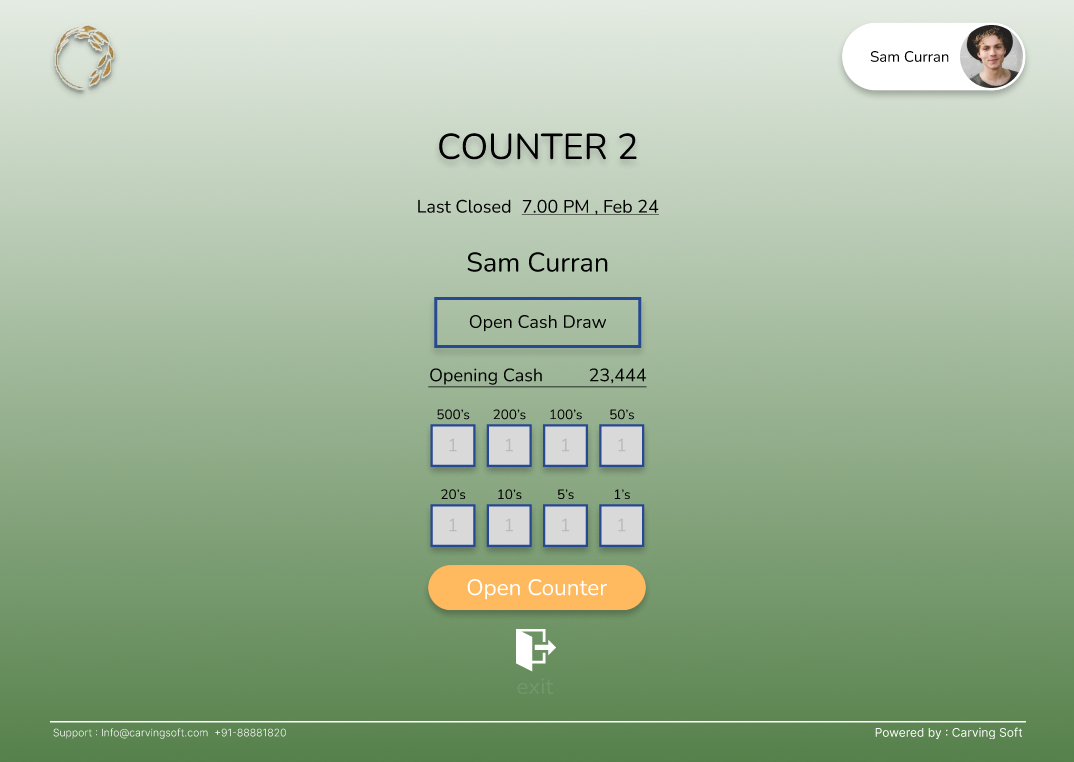 Sam Curran
COUNTER 2
Last Closed 7.00 PM , Feb 24
Sam Curran
Open Cash Draw
Opening Cash 23,444
500's 200's 100's 50's
1 1 1 1
20's 10's 5's 1's
1 1 1 1
Open Counter
exit
Support : Info@carvingsoft.com +91-88881820
Powered by : Carving Soft